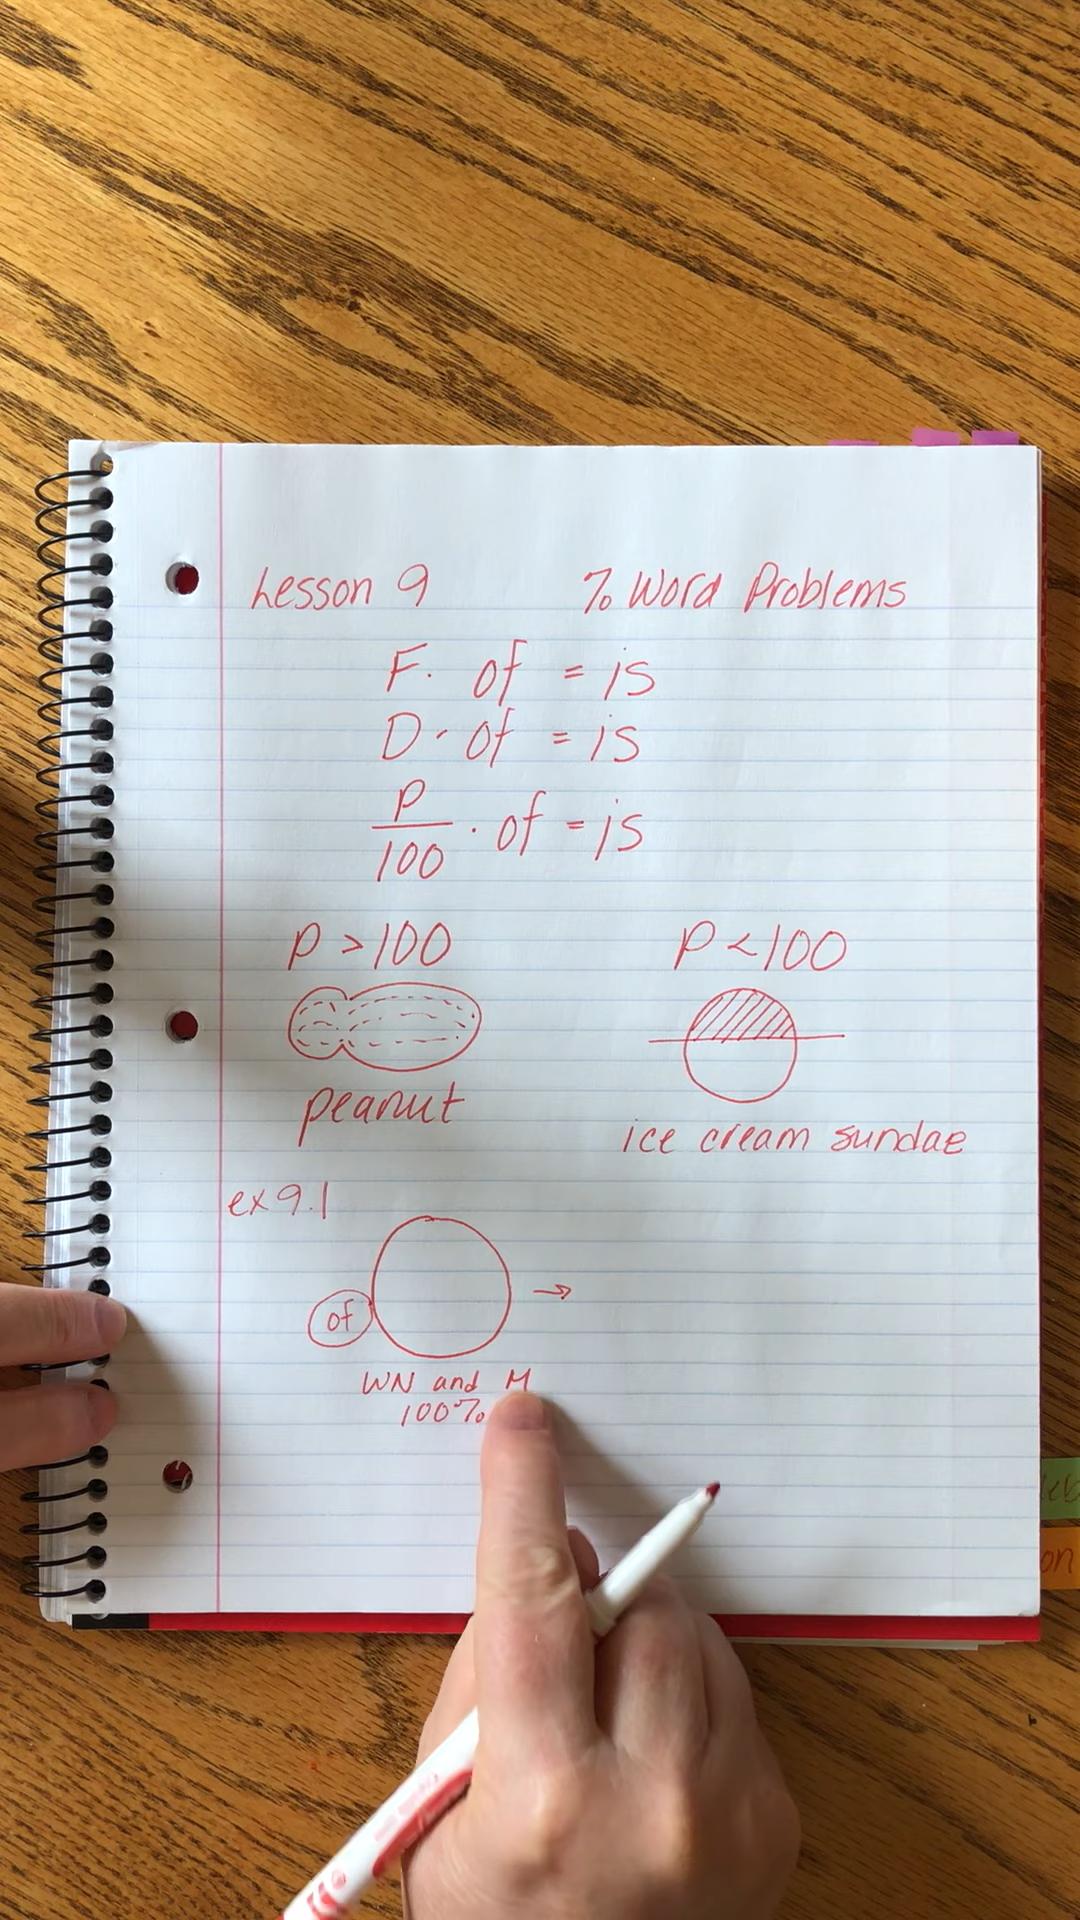 Lesson 9 % Word Problems
F. of = is
D. of = is
P
100 . of = is
P > 100 P < 100
peanut
ice cream sundae
ex 9.1
of →
WN and M
100%
on